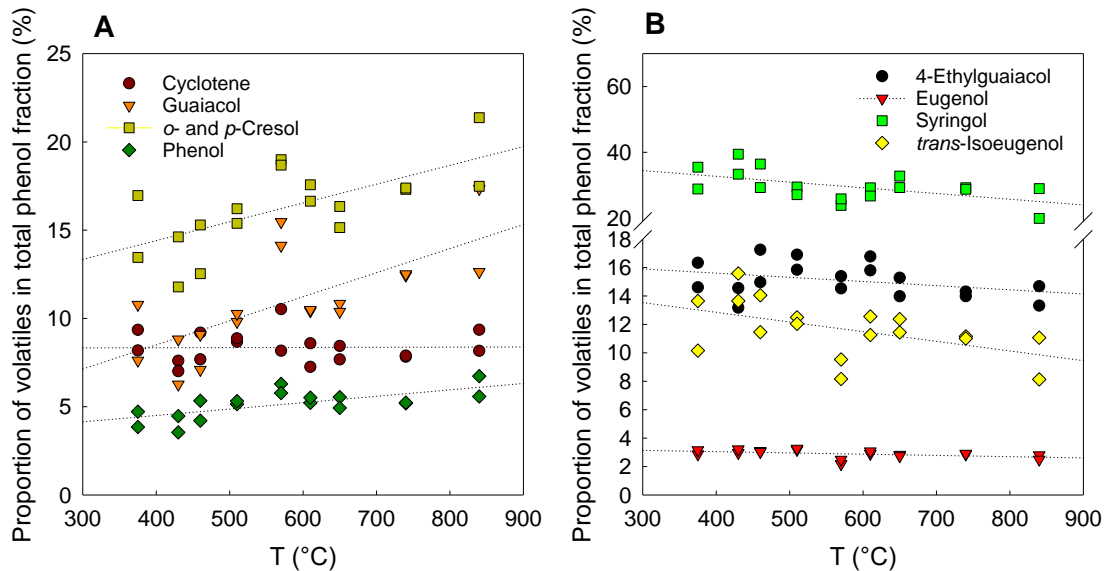 A
Proportion of volatiles in total phenol fraction (%)
25
20
15
10
5
0
Cyclotene
Guaiacol
o- and p-Cresol
Phenol
300 400 500 600 700 800 900
T (°C)
B
Proportion of volatiles in total phenol fraction (%)
60
40
20
18
16
14
12
10
8
6
4
2
0
4-Ethylguaiacol
Eugenol
Syringol
trans-Isoeugenol
300 400 500 600 700 800 900
T (°C)